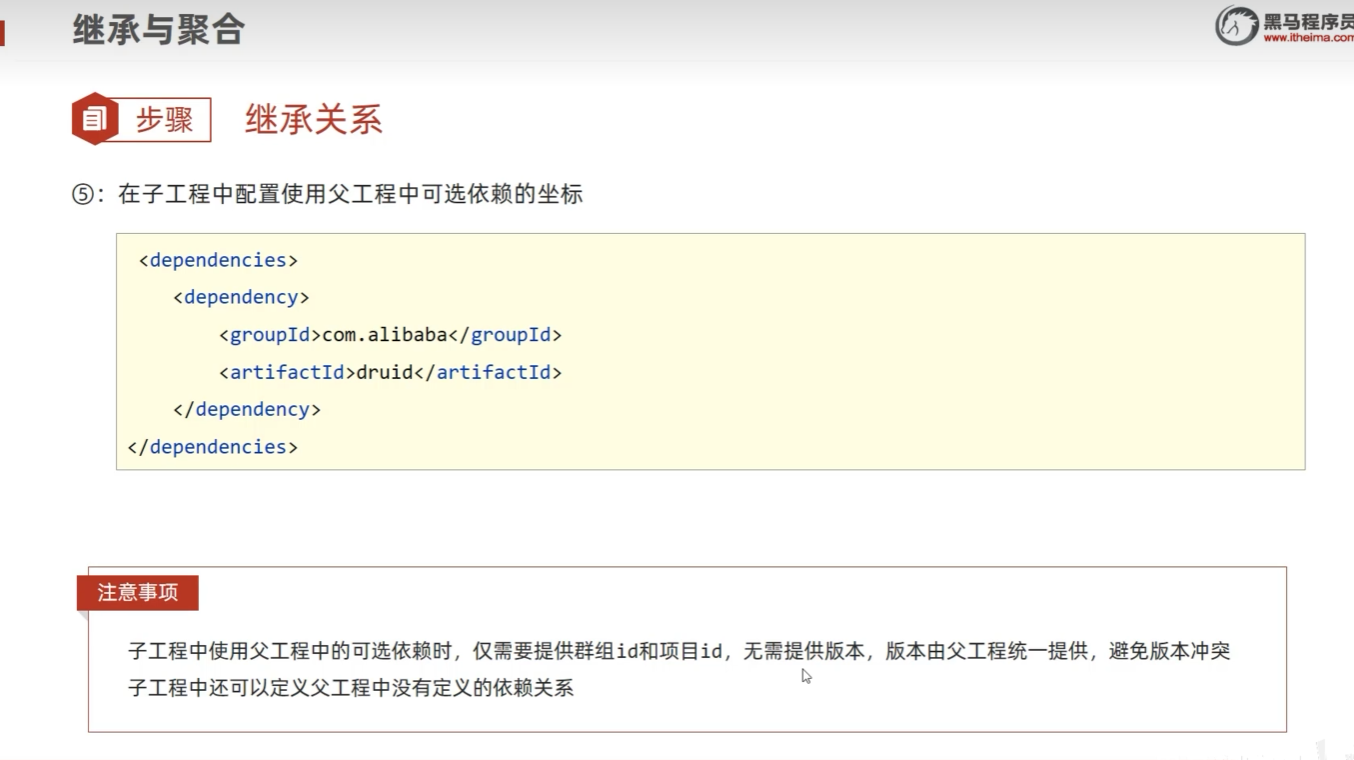 继承与聚合
黑马程序员
www.itheima.com
步骤
继承关系
⑤：在子工程中配置使用父工程中可选依赖的坐标
<dependencies>
<dependency>
<groupId>com.alibaba</groupId>
<artifactId>druid</artifactId>
</dependency>
</dependencies>
注意事项
子工程中使用父工程中的可选依赖时，仅需要提供群组id和项目id，无需提供版本，版本由父工程统一提供，避免版本冲突
子工程中还可以定义父工程中没有定义的依赖关系